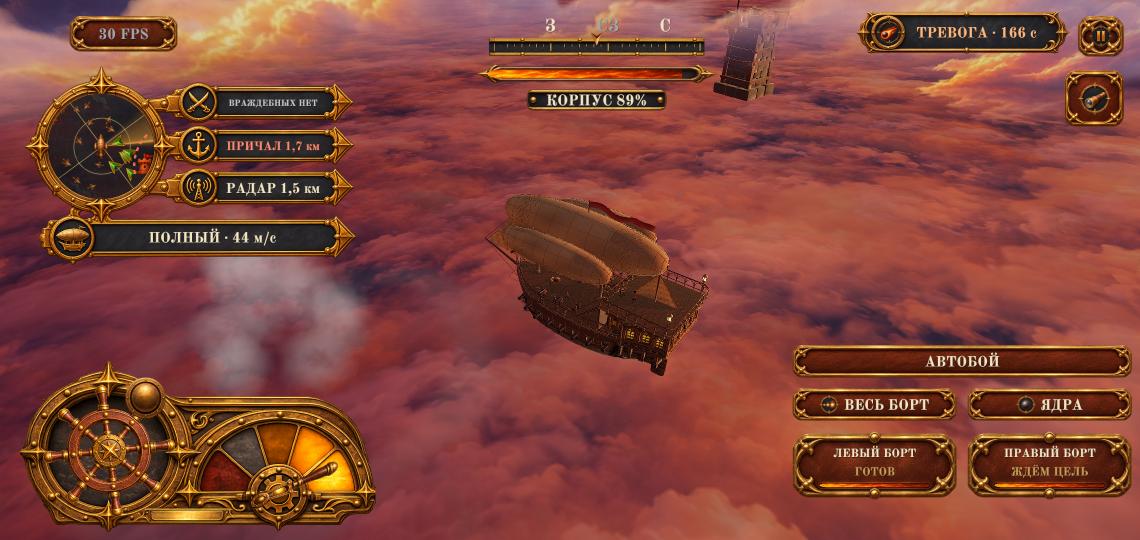 30 FPS
З СЗ С
ТРЕВОГА · 166 с
КОРПУС 89%
ВРАЖДЕБНЫХ НЕТ
ПРИЧАЛ 1,7 км
РАДАР 1,5 км
ПОЛНЫЙ · 44 м/с
АВТОБОЙ
ВЕСЬ БОРТ
ЯДРА
ЛЕВЫЙ БОРТ
ГОТОВ
ПРАВЫЙ БОРТ
ЖДЁМ ЦЕЛЬ